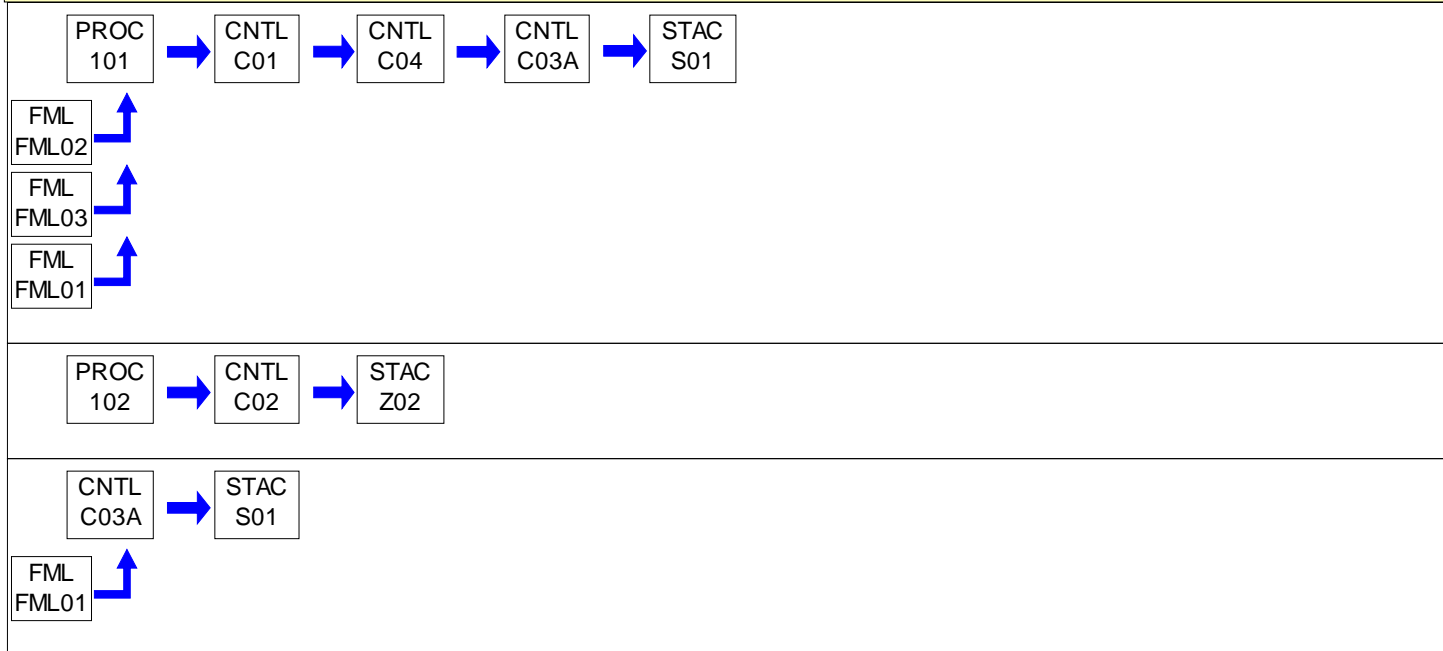 PROC
101
CNTL
C01
CNTL
C04
CNTL
C03A
STAC
S01
FML
FML02
FML
FML03
FML
FML01
PROC
102
CNTL
C02
STAC
Z02
CNTL
C03A
STAC
S01
FML
FML01